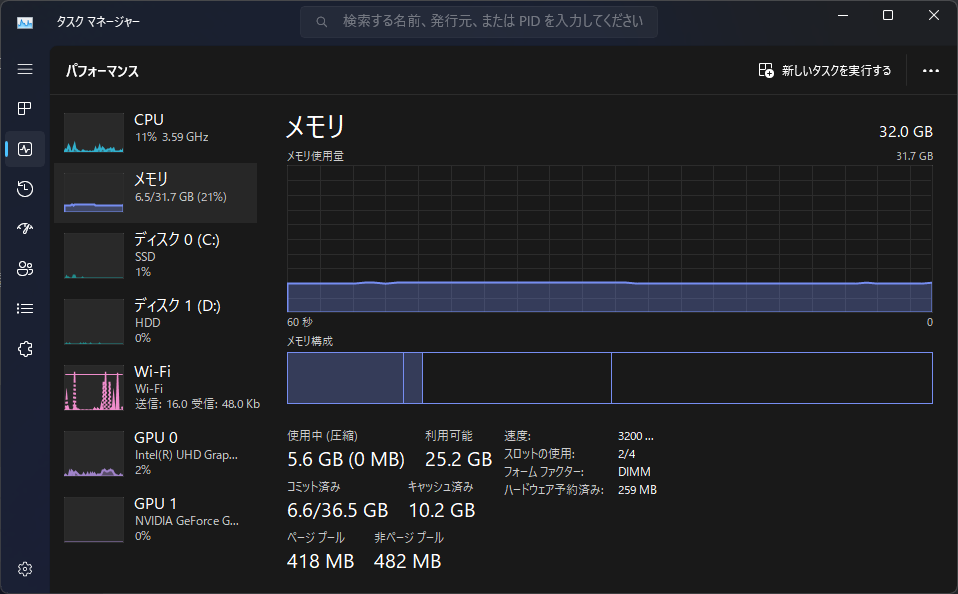 タスク マネージャー
検索する名前、発行元、または PID を入力してください
パフォーマンス
新しいタスクを実行する
CPU
11% 3.59 GHz
メモリ
6.5/31.7 GB (21%)
ディスク 0 (C:)
SSD
1%
ディスク 1 (D:)
HDD
0%
Wi-Fi
Wi-Fi
送信: 16.0 受信: 48.0 Kb
GPU 0
Intel(R) UHD Grap...
2%
GPU 1
NVIDIA GeForce G...
0%
メモリ
32.0 GB
メモリ使用量
31.7 GB
60 秒
0
メモリ構成
使用中 (圧縮)
5.6 GB (0 MB)
利用可能
25.2 GB
コミット済み
6.6/36.5 GB
キャッシュ済み
10.2 GB
ページ プール
418 MB
非ページ プール
482 MB
速度: 3200 ...
スロットの使用: 2/4
フォーム ファクター: DIMM
ハードウェア予約済み: 259 MB